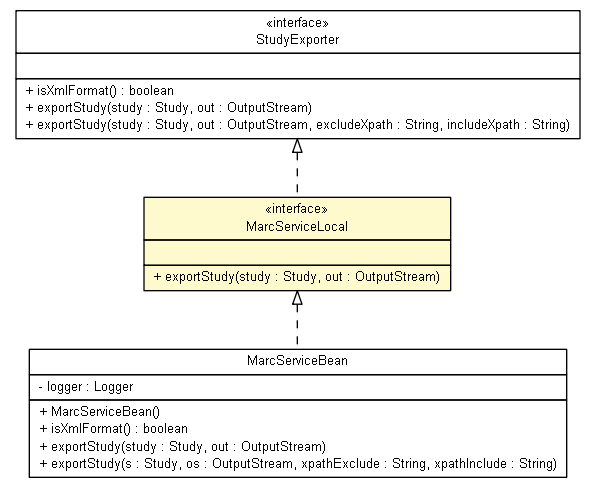 «interface»
StudyExporter
+ isXmlFormat() : boolean
+ exportStudy(study : Study, out : OutputStream)
+ exportStudy(study : Study, out : OutputStream, excludeXpath : String, includeXpath : String)
«interface»
MarcServiceLocal
+ exportStudy(study : Study, out : OutputStream)
MarcServiceBean
- logger : Logger
+ MarcServiceBean()
+ isXmlFormat() : boolean
+ exportStudy(study : Study, out : OutputStream)
+ exportStudy(s : Study, os : OutputStream, xpathExclude : String, xpathInclude : String)